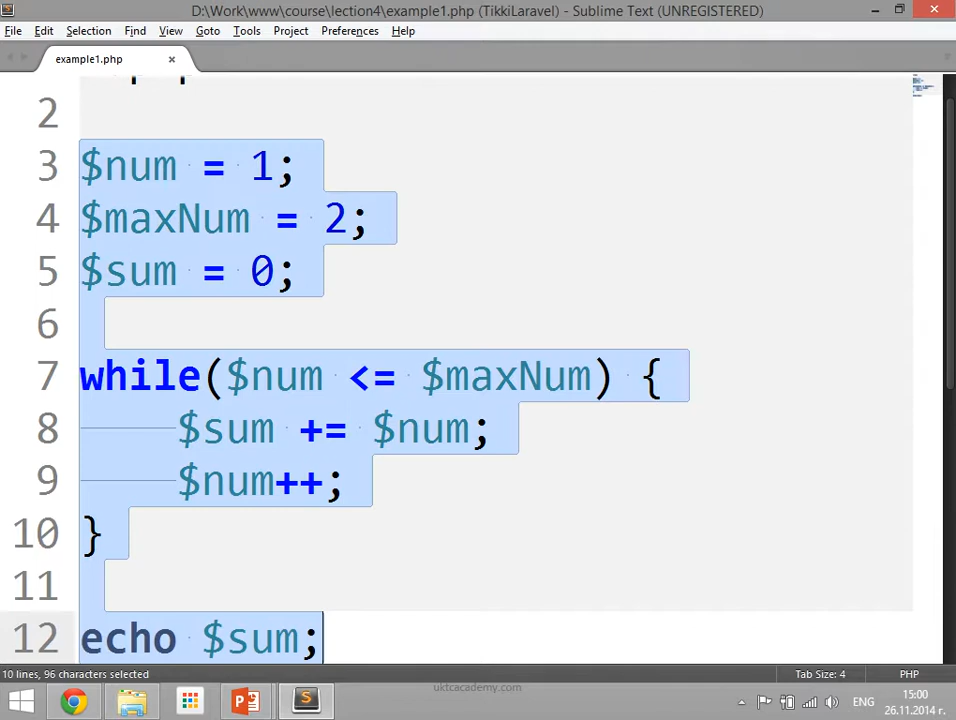 D:\Work\www\course\lection4\example1.php (TikkiLaravel) - Sublime Text (UNREGISTERED)
File Edit Selection Find View Goto Tools Project Preferences Help
example1.php
2
3 $num = 1;
4 $maxNum = 2;
5 $sum = 0;
6
7 while($num <= $maxNum) {
8 $sum += $num;
9 $num++;
10 }
11
12 echo $sum;
10 lines, 96 characters selected
Tab Size: 4
PHP
uktcacademy.com
ENG
15:00
26.11.2014 г.